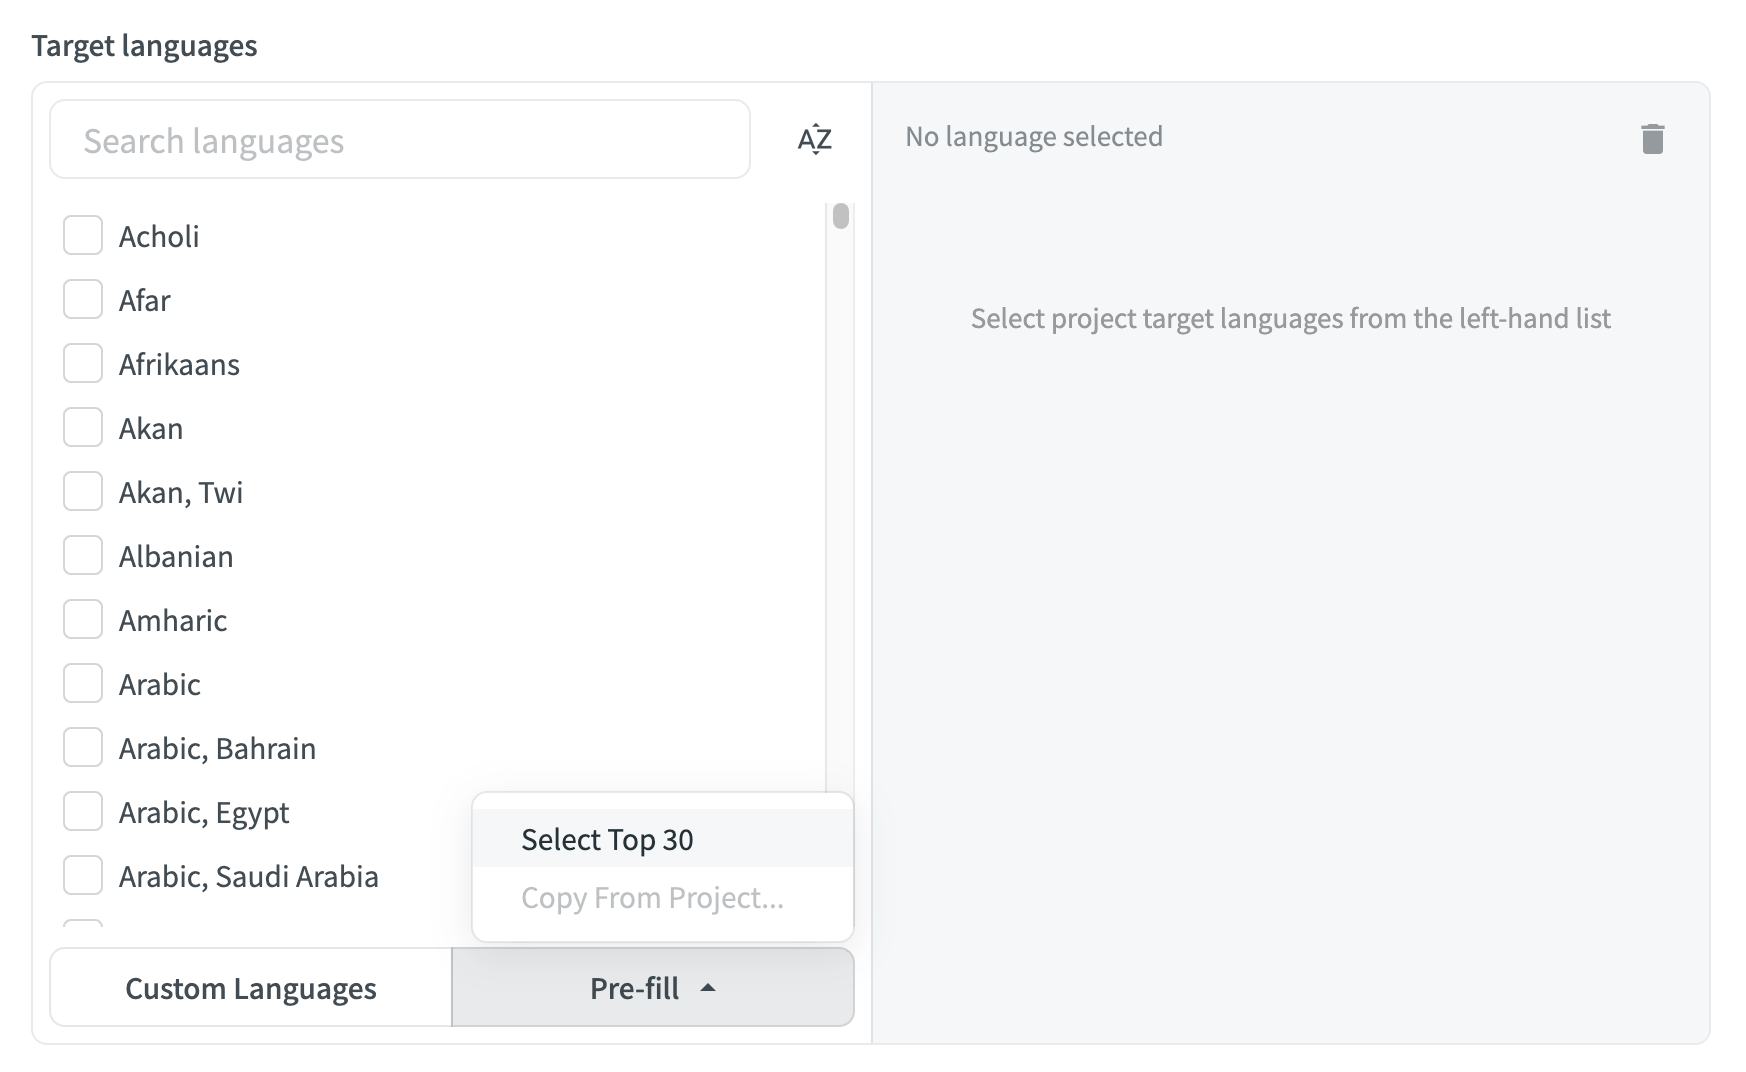 Target languages
Search languages
AZ
No language selected
Acholi
Afar
Select project target languages from the left-hand list
Afrikaans
Akan
Akan, Twi
Albanian
Amharic
Arabic
Arabic, Bahrain
Arabic, Egypt
Arabic, Saudi Arabia
Select Top 30
Copy From Project...
Custom Languages
Pre-fill